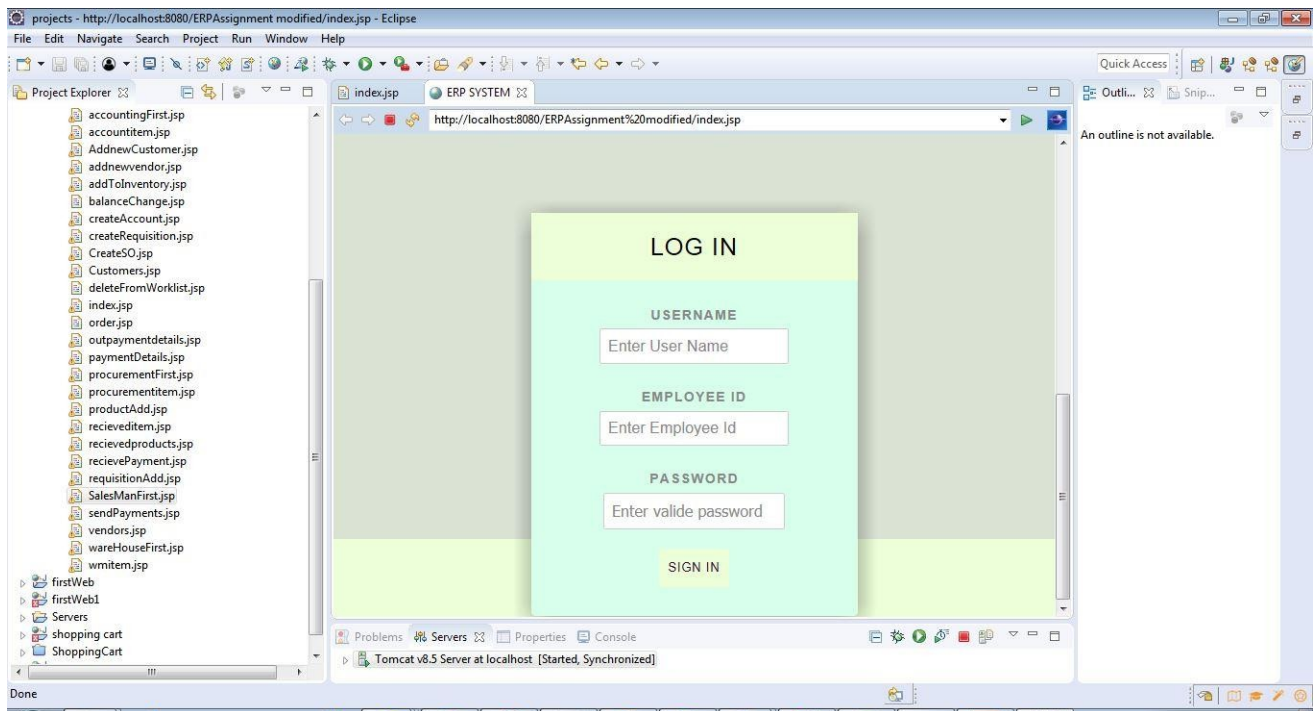 projects - http://localhost:8080/ERPAssignment modified/index.jsp - Eclipse
File Edit Navigate Search Project Run Window Help
Quick Access
Project Explorer
accountingFirst.jsp
accountitem.jsp
AddnewCustomer.jsp
addnewvendor.jsp
addToInventory.jsp
balanceChange.jsp
createAccount.jsp
createRequisition.jsp
CreateSO.jsp
Customers.jsp
deleteFromWorklist.jsp
index.jsp
order.jsp
outpaymentdetails.jsp
paymentDetails.jsp
procurementFirst.jsp
procurementitem.jsp
productAdd.jsp
recieveditem.jsp
recievedproducts.jsp
recievePayment.jsp
requisitionAdd.jsp
SalesManFirst.jsp
sendPayments.jsp
vendors.jsp
wareHouseFirst.jsp
wmitem.jsp
firstWeb
firstWeb1
Servers
shopping cart
ShoppingCart
index.jsp ERP SYSTEM
http://localhost:8080/ERPAssignment%20modified/index.jsp
LOG IN
USERNAME
Enter User Name
EMPLOYEE ID
Enter Employee Id
PASSWORD
Enter valide password
SIGN IN
Problems Servers Properties Console
Tomcat v8.5 Server at localhost [Started, Synchronized]
Outli... Snip...
An outline is not available.
Done